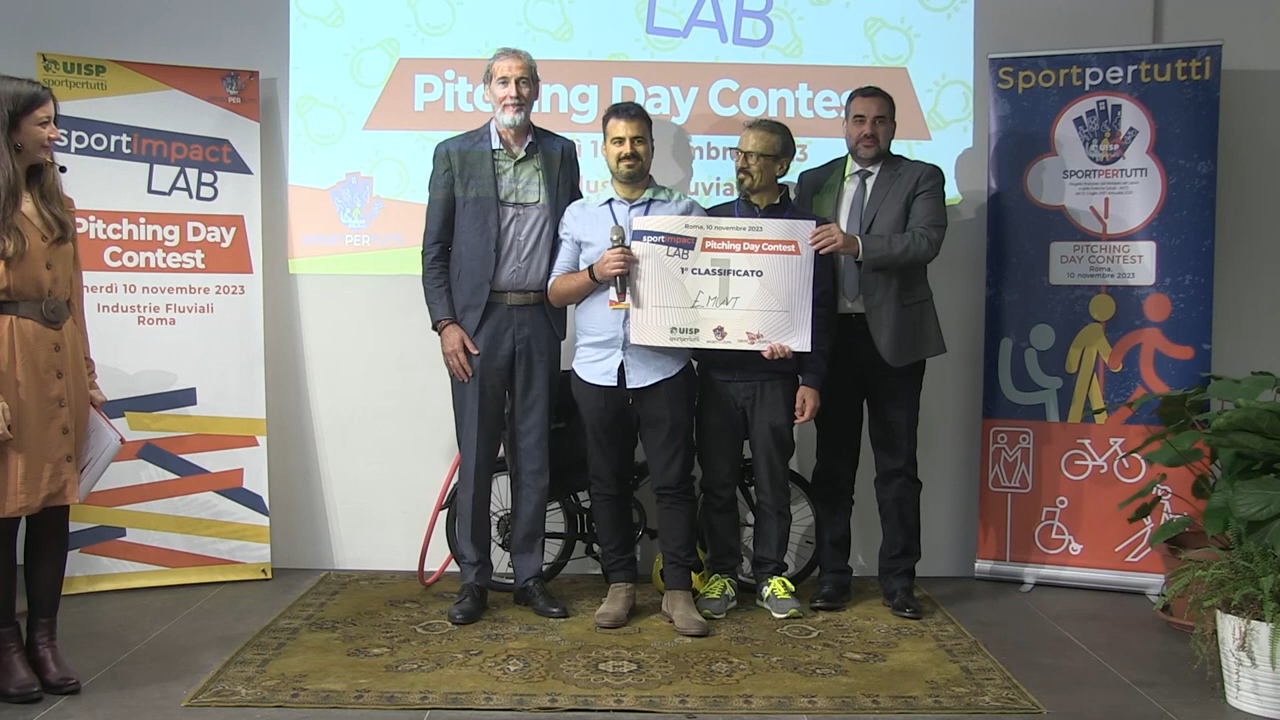 UISP
sportpertutti
sportimpact
LAB
Pitching Day
Contest
nerdì 10 novembre 2023
Industrie Fluviali
Roma
LAB
Pitching Day Contest
Roma, 10 novembre 2023
sportimpact
LAB
Pitching Day Contest
1° CLASSIFICATO
EMUNT
UISP
sportpertutti
Sportpertutti
UISP
SPORTPERTUTTI
PITCHING
DAY CONTEST
Roma,
10 novembre 2023